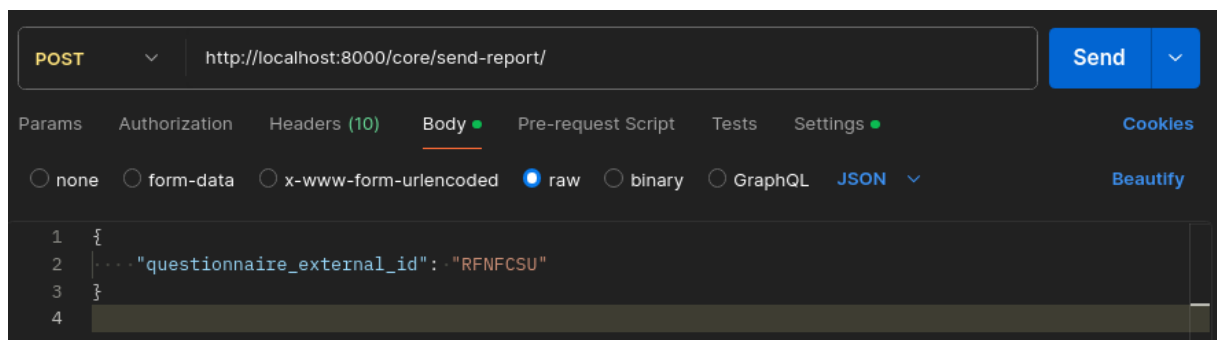 POST http://localhost:8000/core/send-report/ Send
Params Authorization Headers (10) Body Pre-request Script Tests Settings Cookies
none form-data x-www-form-urlencoded raw binary GraphQL JSON Beautify
1 {
2 "questionnaire_external_id": "RFNFCSU"
3 }
4